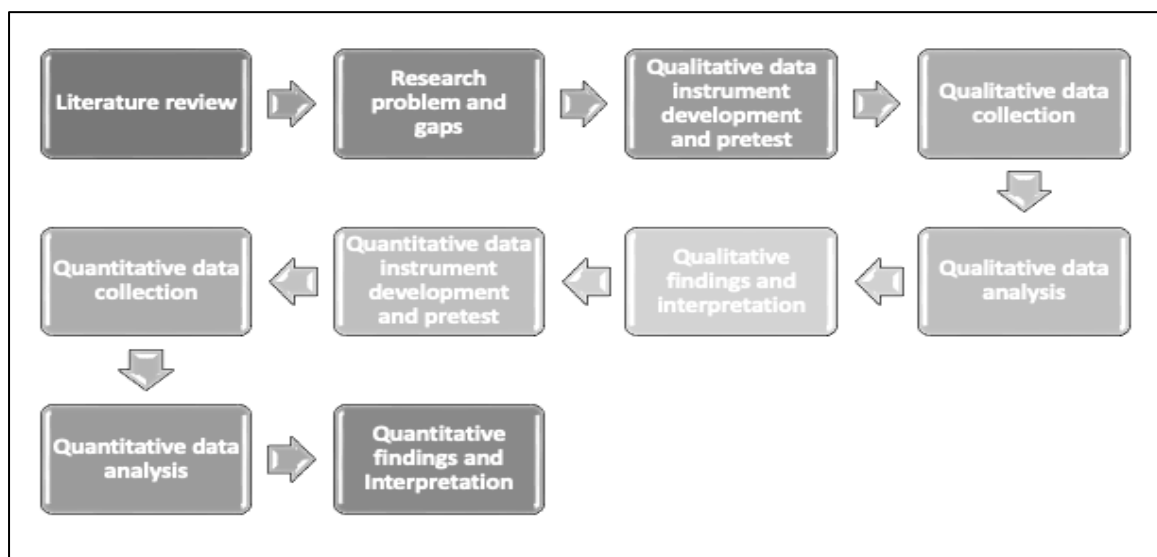 Literature review
Research
problem and
gaps
Qualitative data
instrument
development
and pretest
Qualitative data
collection
Qualitative data
analysis
Qualitative
findings and
interpretation
Quantitative data
instrument
development
and pretest
Quantitative data
collection
Quantitative data
analysis
Quantitative
findings and
Interpretation